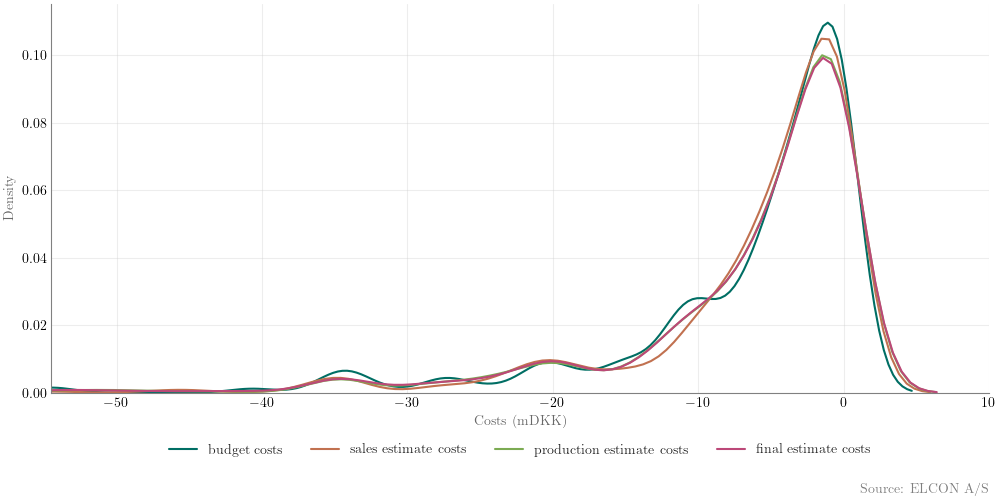 0.10
0.08
0.06
0.04
0.02
0.00
Density
−50 −40 −30 −20 −10 0 10
Costs (mDKK)
budget costs sales estimate costs production estimate costs final estimate costs
Source: ELCON A/S